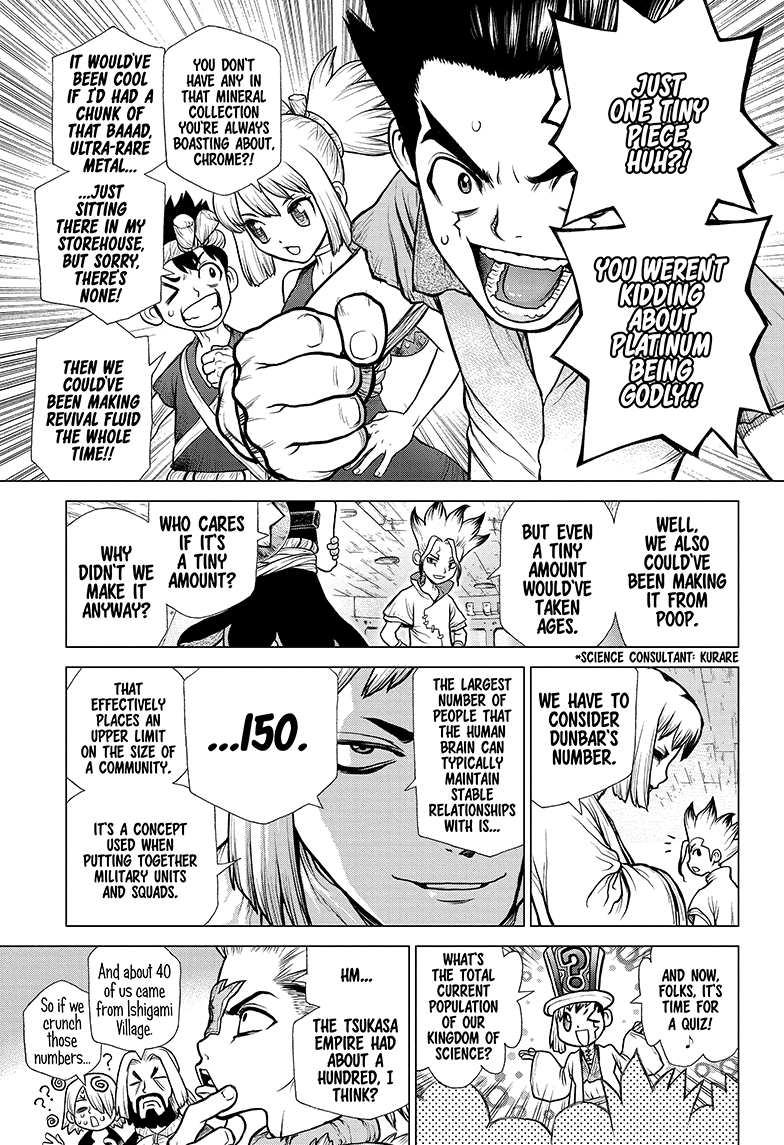 JUST
ONE TINY
PIECE,
HUH?!
YOU WEREN'T
KIDDING
ABOUT
PLATINUM
BEING
GODLY!!
YOU DON'T
HAVE ANY IN
THAT MINERAL
COLLECTION
YOU'RE ALWAYS
BOASTING ABOUT,
CHROME?!
IT WOULD'VE
BEEN COOL
IF I'D HAD A
CHUNK OF
THAT BAAAD,
ULTRA-RARE
METAL...
...JUST
SITTING
THERE IN MY
STOREHOUSE,
BUT SORRY,
THERE'S
NONE!
THEN WE
COULD'VE
BEEN MAKING
REVIVAL FLUID
THE WHOLE
TIME!!
WELL,
WE ALSO
COULD'VE
BEEN MAKING
IT FROM
POOP.
BUT EVEN
A TINY
AMOUNT
WOULD'VE
TAKEN
AGES.
WHO CARES
IF IT'S
A TINY
AMOUNT?
WHY
DIDN'T WE
MAKE IT
ANYWAY?
*SCIENCE CONSULTANT: KURARE
WE HAVE TO
CONSIDER
DUNBAR'S
NUMBER.
THE LARGEST
NUMBER OF
PEOPLE THAT
THE HUMAN
BRAIN CAN
TYPICALLY
MAINTAIN
STABLE
RELATIONSHIPS
WITH IS...
...150.
THAT
EFFECTIVELY
PLACES AN
UPPER LIMIT
ON THE SIZE OF
A COMMUNITY.
IT'S A CONCEPT
USED WHEN
PUTTING TOGETHER
MILITARY UNITS
AND SQUADS.
AND NOW,
FOLKS, IT'S
TIME FOR
A QUIZ!
♪
?
WHAT'S
THE TOTAL
CURRENT
POPULATION
OF OUR
KINGDOM OF
SCIENCE?
HM...
THE TSUKASA
EMPIRE HAD
ABOUT A
HUNDRED, I
THINK?
And about 40
of us came
from Ishigami
Village.
So if we
crunch
those
numbers...
??
??